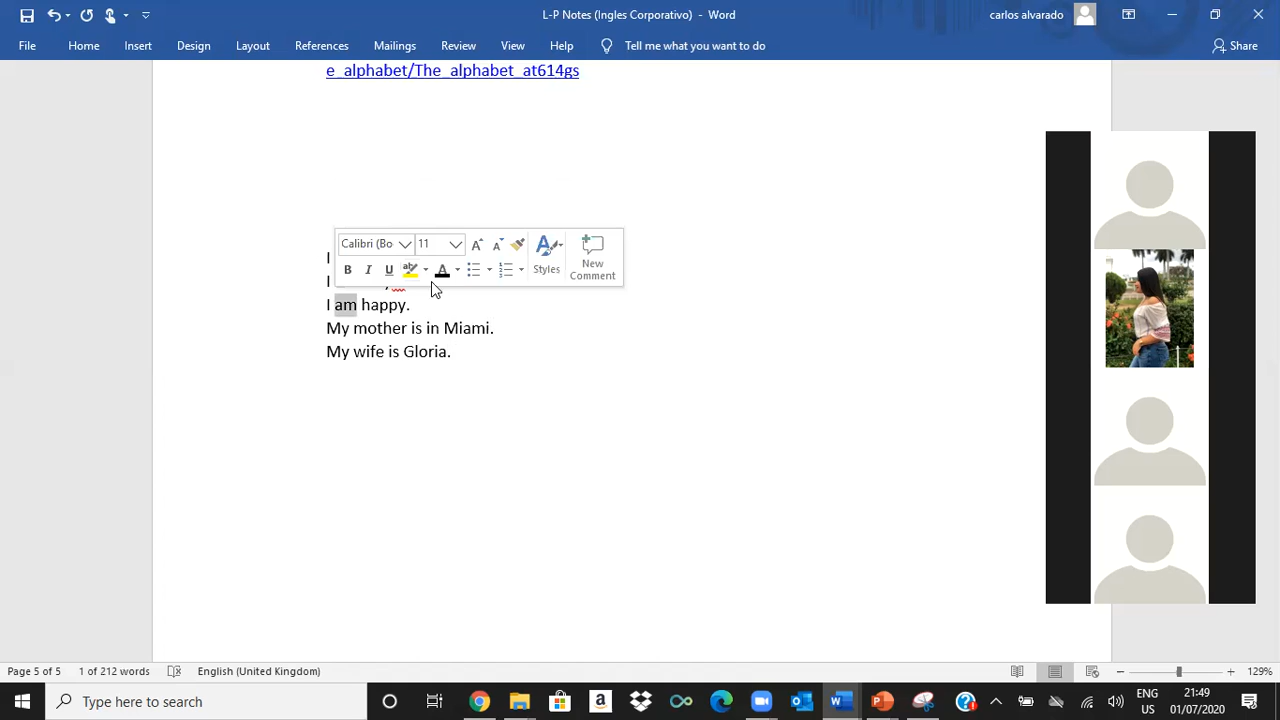 L-P Notes (Ingles Corporativo) - Word
carlos alvarado
File Home Insert Design Layout References Mailings Review View Help Tell me what you want to do Share
e_alphabet/The_alphabet_at614gs
Calibri (Bo 11
Styles New Comment
I
I
I am happy.
My mother is in Miami.
My wife is Gloria.
Page 5 of 5 1 of 212 words English (United Kingdom) 129%
Type here to search
ENG 21:49
US 01/07/2020